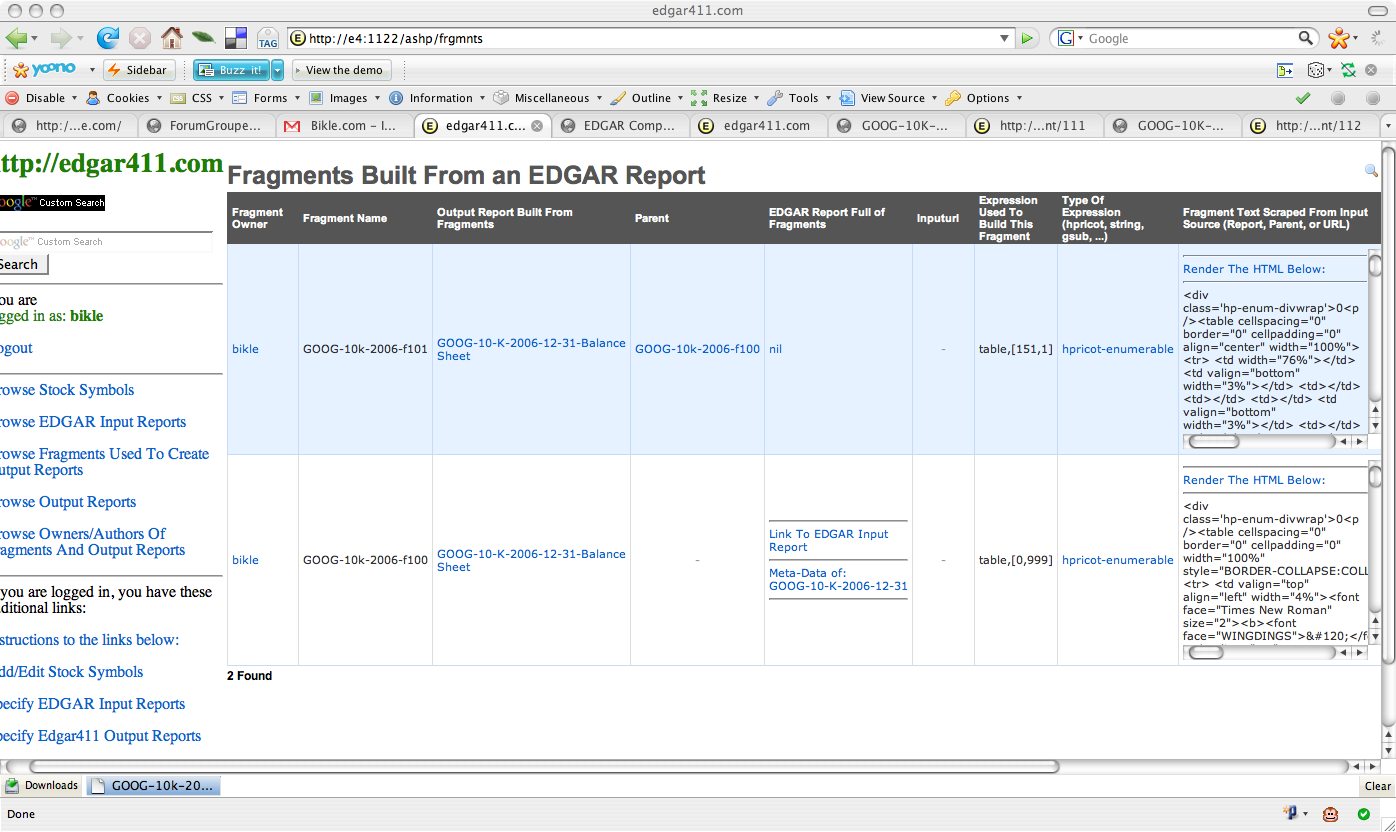 edgar411.com
TAG
http://e4:1122/ashp/frgmnts
G
Google
yoono
Sidebar
Buzz it!
View the demo
Disable
Cookies
CSS
Forms
Images
Information
Miscellaneous
Outline
Resize
Tools
View Source
Options
http:/...e.com/
ForumGroupe...
Bikle.com – I...
edgar411.c...
EDGAR Comp...
edgar411.com
GOOG-10K-...
http:/...nt/111
GOOG-10K-...
http:/...nt/112
ttp://edgar411.com
oogle™ Custom Search
oogle™ Custom Search
Search
ou are
gged in as: bikle
ogout
rowse Stock Symbols
rowse EDGAR Input Reports
rowse Fragments Used To Create
utput Reports
rowse Output Reports
rowse Owners/Authors Of
ragments And Output Reports
you are logged in, you have these
ditional links:
structions to the links below:
dd/Edit Stock Symbols
pecify EDGAR Input Reports
pecify Edgar411 Output Reports
Fragments Built From an EDGAR Report
Fragment
Owner
Fragment Name
Output Report Built From
Fragments
Parent
EDGAR Report Full of
Fragments
Inputurl
Expression
Used To
Build This
Fragment
Type Of
Expression
(hpricot, string,
gsub, ...)
Fragment Text Scraped From Input
Source (Report, Parent, or URL)
bikle
GOOG-10k-2006-f101
GOOG-10-K-2006-12-31-Balance
Sheet
GOOG-10k-2006-f100
nil
-
table,[151,1]
hpricot-enumerable
Render The HTML Below:
<div
class='hp-enum-divwrap'>0<p
/><table cellspacing="0"
border="0" cellpadding="0"
align="center" width="100%">
<tr> <td width="76%"></td>
<td valign="bottom"
width="3%"></td> <td></td>
<td></td> <td></td> <td
valign="bottom"
width="3%"></td> <td></td>
bikle
GOOG-10k-2006-f100
GOOG-10-K-2006-12-31-Balance
Sheet
-
Link To EDGAR Input
Report
Meta-Data of:
GOOG-10-K-2006-12-31
-
table,[0,999]
hpricot-enumerable
Render The HTML Below:
<div
class='hp-enum-divwrap'>0<p
/><table cellspacing="0"
border="0" cellpadding="0"
width="100%"
style="BORDER-COLLAPSE:COLL
<tr> <td valign="top"
align="left" width="4%"><font
face="Times New Roman"
size="2"><b><font
face="WINGDINGS">&#120;</f
2 Found
Downloads
GOOG-10k-20...
Clear
Done